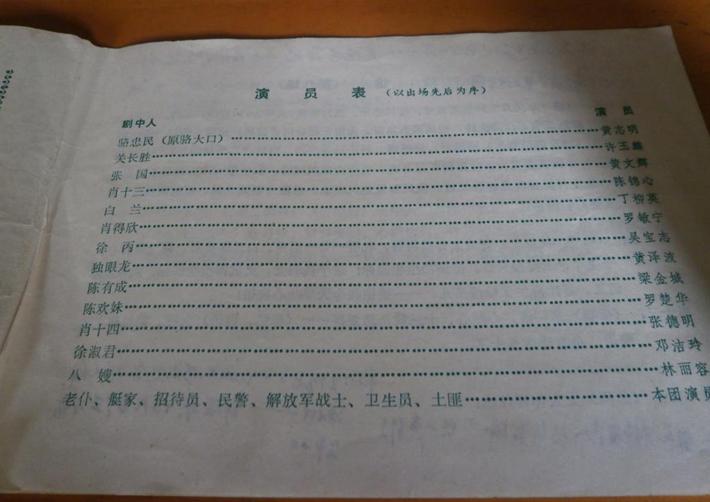 演 员 表 (以出场先后为序)
剧中人 演 员
骆忠民(原骆大口)……黄志明
关长胜……许玉麟
张 国……黄文辉
肖十三……陈锦心
白 兰……丁柳英
肖得欣……罗敏宁
徐 丙……吴宝志
独眼龙……黄泽波
陈有成……梁金城
陈欢妹……罗楚华
肖十四……张德明
徐淑君……邓洁玲
八 嫂……林丽容
老仆、艇家、招待员、民警、解放军战士、卫生员、土匪……本团演员